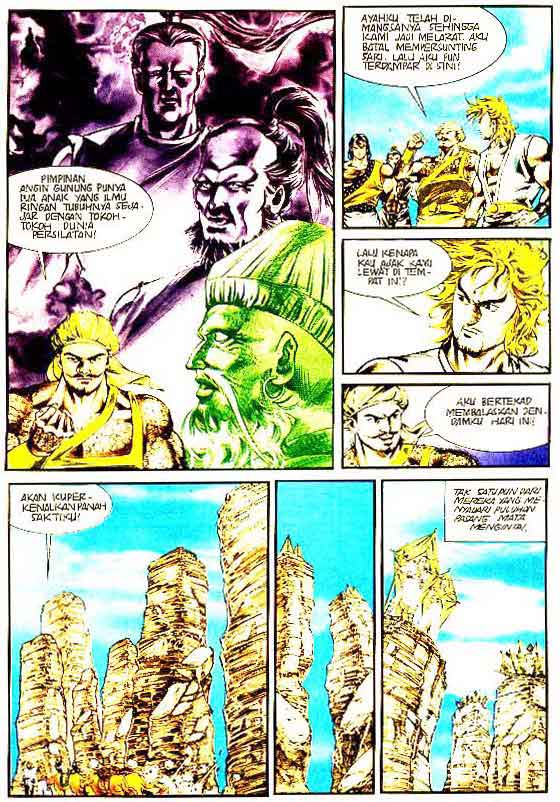 PIMPINAN
ANGIN GUNUNG PUNYA
DUA ANAK YANG ILMU
RINGAN TUBUHNYA SEJA-
JAR DENGAN TOKOH-
TOKOH DUNIA
PERSILATAN!
AYAHKU TELAH DI-
MANGSANYA SEHINGGA
KAMI JADI MELARAT. AKU
BATAL MEMPERSUNTING
SARI. LALU AKU PUN
TERDAMPAR DI SINI!
LALU KENAPA
KAU AJAK KAMI
LEWAT DI TEM-
PAT INI!?
AKU BERTEKAD
MEMBALASKAN DEN-
DAMKU HARI INI!
AKAN KUPER-
KENALKAN PANAH
SAKTIKU!
TAK SATUPUN DARI
MEREKA YANG ME-
NYADARI PULUHAN
PASANG MATA
MENGINTAI.